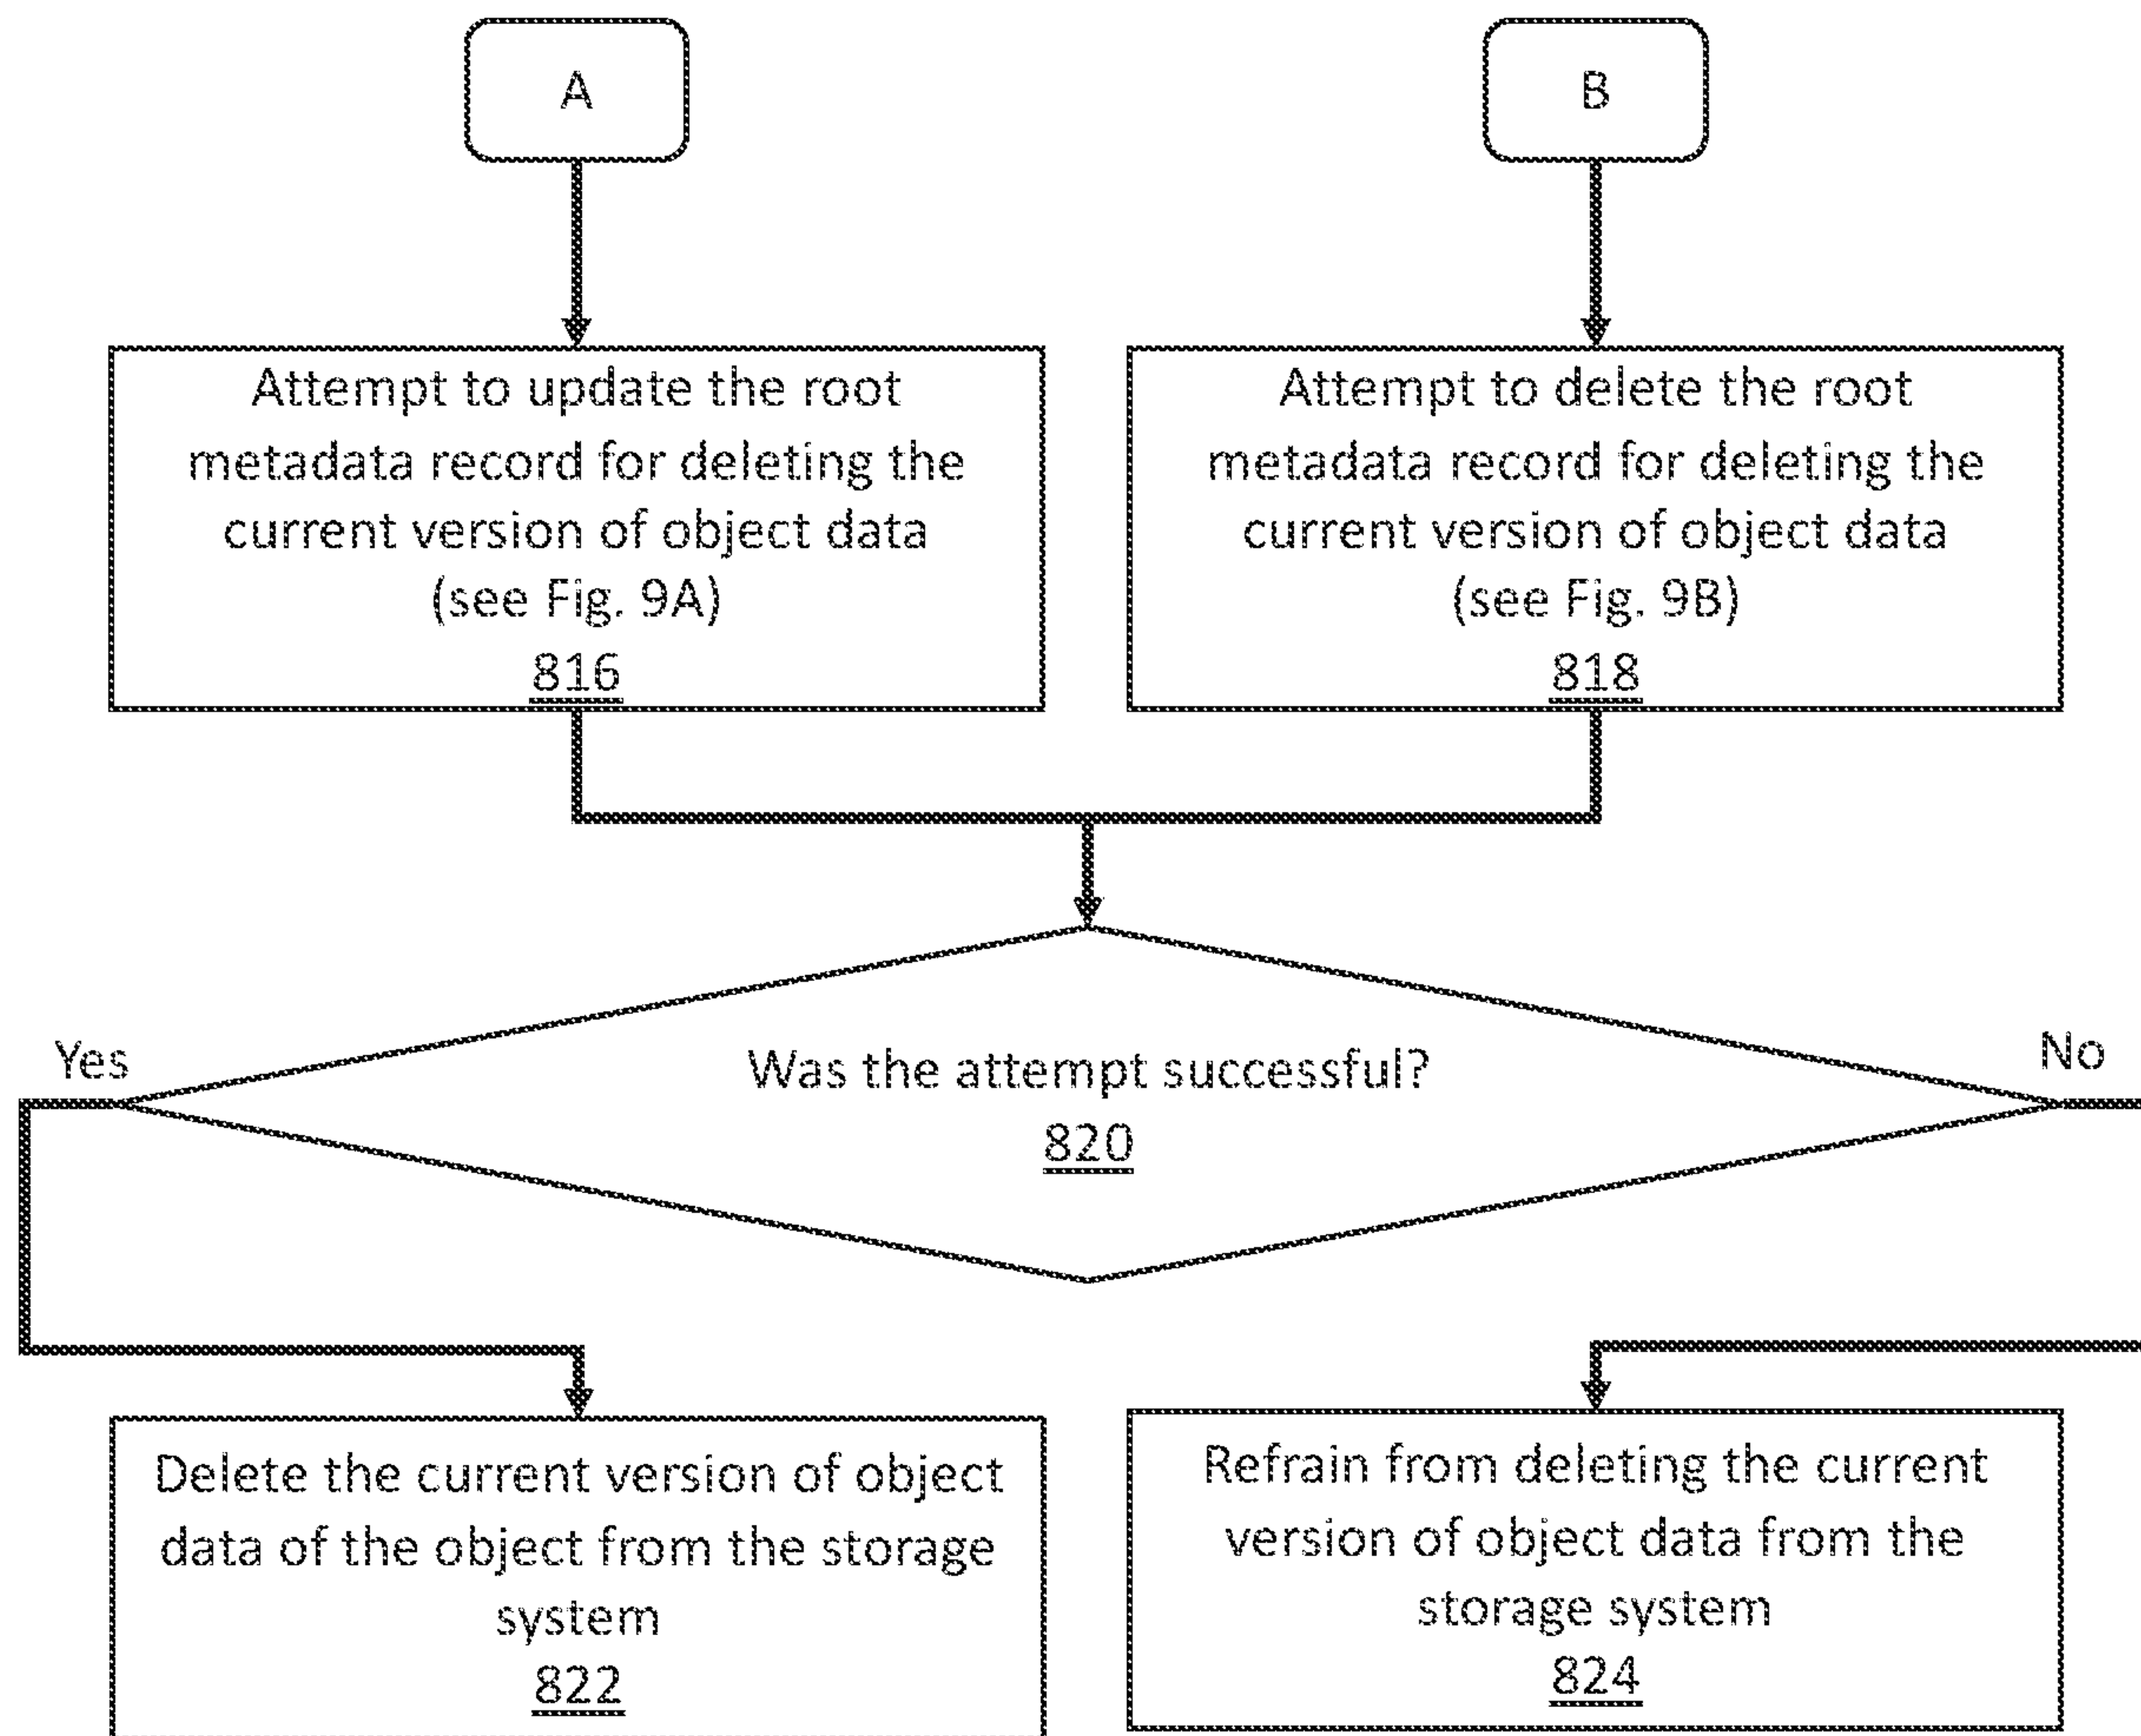 A
B
Attempt to update the root
metadata record for deleting the
current version of object data
(see Fig. 9A)
816
Attempt to delete the root
metadata record for deleting the
current version of object data
(see Fig. 9B)
818
Yes
Was the attempt successful?
820
No
Delete the current version of object
data of the object from the storage
system
822
Refrain from deleting the current
version of object data from the
storage system
824